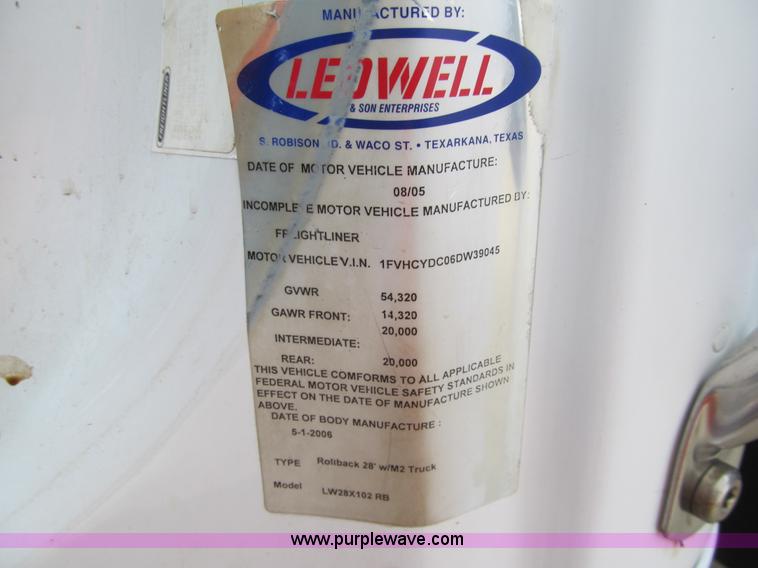 MANUFACTURED BY:
LEDWELL
& SON ENTERPRISES
S. ROBISON RD. & WACO ST. • TEXARKANA, TEXAS
DATE OF MOTOR VEHICLE MANUFACTURE:
08/05
INCOMPLETE MOTOR VEHICLE MANUFACTURED BY:
FREIGHTLINER
MOTOR VEHICLE V.I.N. 1FVHCYDC06DW39045
GVWR 54,320
GAWR FRONT: 14,320
20,000
INTERMEDIATE:
REAR: 20,000
THIS VEHICLE COMFORMS TO ALL APPLICABLE
FEDERAL MOTOR VEHICLE SAFETY STANDARDS IN
EFFECT ON THE DATE OF MANUFACTURE SHOWN
ABOVE.
DATE OF BODY MANUFACTURE :
5-1-2006
TYPE Rollback 28' w/M2 Truck
Model LW28X102 RB
FREIGHTLINER
www.purplewave.com